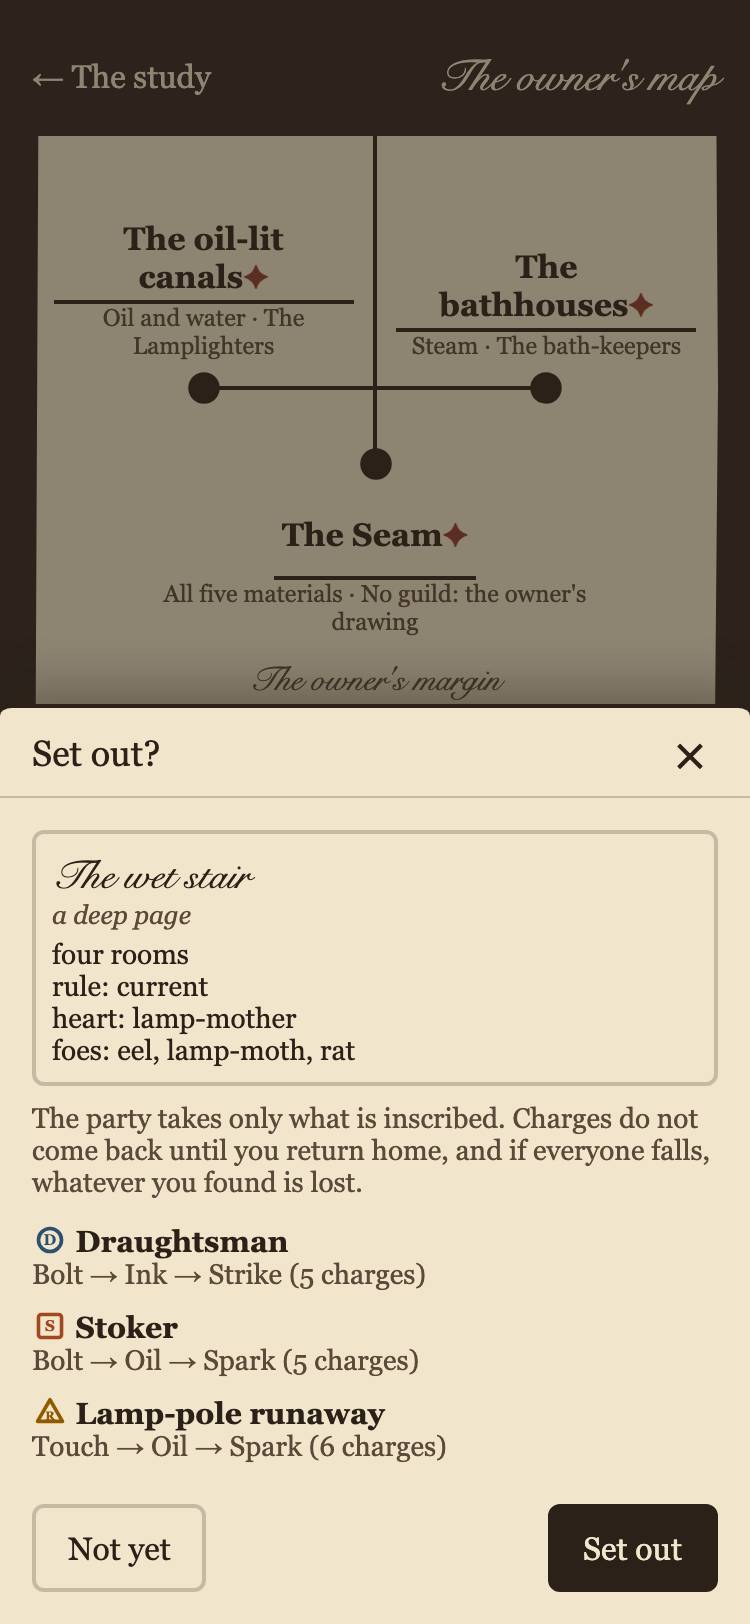 ← The study
The owner's map
The oil-lit
canals✦
Oil and water · The
Lamplighters
The
bathhouses✦
Steam · The bath-keepers
The Seam✦
All five materials · No guild: the owner's
drawing
The owner's margin
Set out?
✕
The wet stair
a deep page
four rooms
rule: current
heart: lamp-mother
foes: eel, lamp-moth, rat
The party takes only what is inscribed. Charges do not
come back until you return home, and if everyone falls,
whatever you found is lost.
D Draughtsman
Bolt → Ink → Strike (5 charges)
S Stoker
Bolt → Oil → Spark (5 charges)
R Lamp-pole runaway
Touch → Oil → Spark (6 charges)
Not yet
Set out